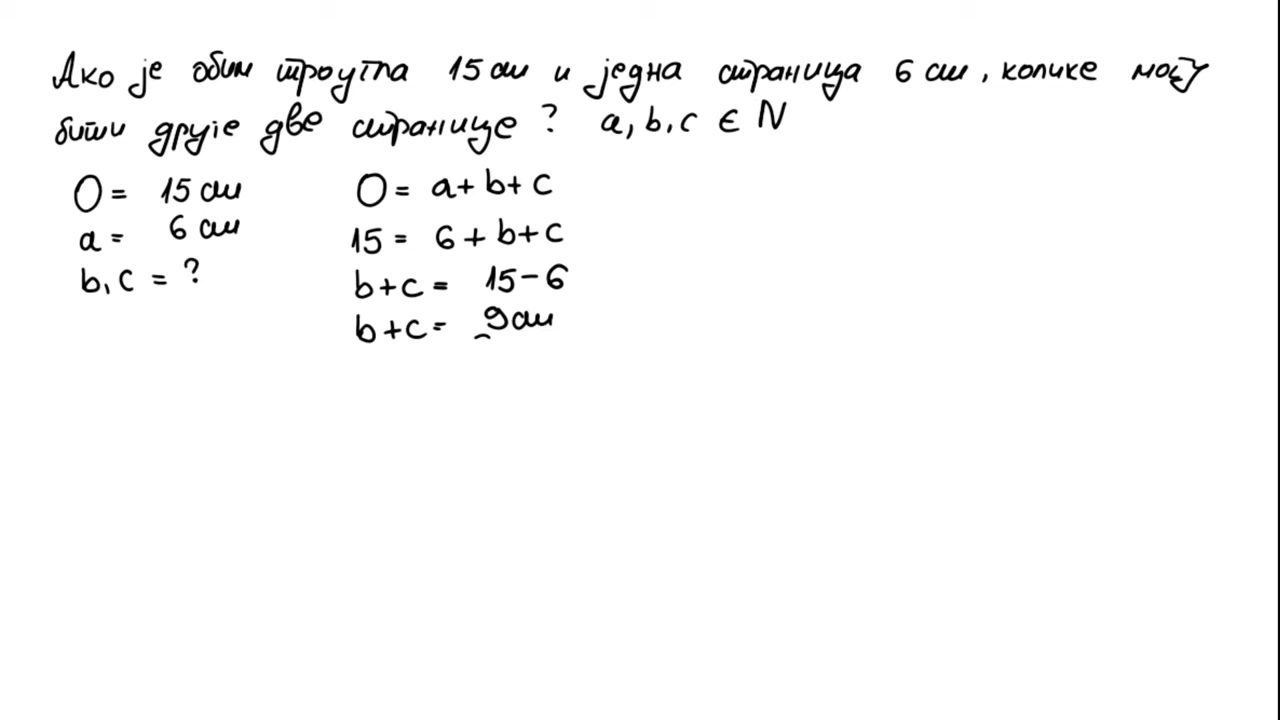 Ако је обим троугла 15 cm и једна страница 6 cm, колике могу
бити друге две странице? a, b, c ∈ N
O = 15 cm
a = 6 cm
b, c = ?
O = a + b + c
15 = 6 + b + c
b + c = 15 - 6
b + c = 9 cm